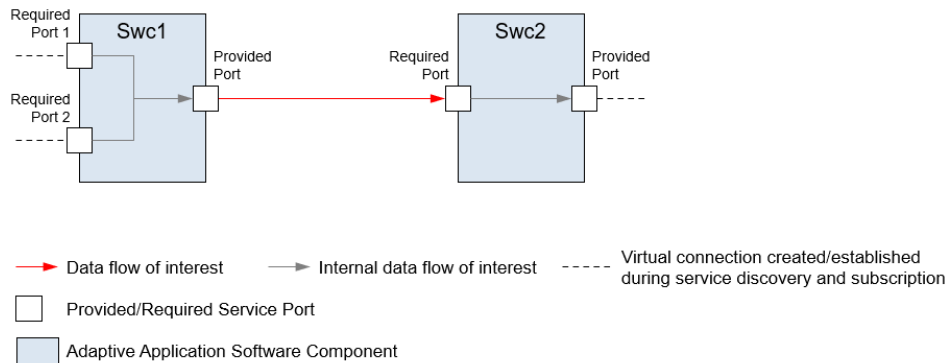 Required
Port 1
Swc1
Provided
Port
Required
Port 2
Required
Port
Swc2
Provided
Port
Data flow of interest
Internal data flow of interest
Virtual connection created/established
during service discovery and subscription
Provided/Required Service Port
Adaptive Application Software Component